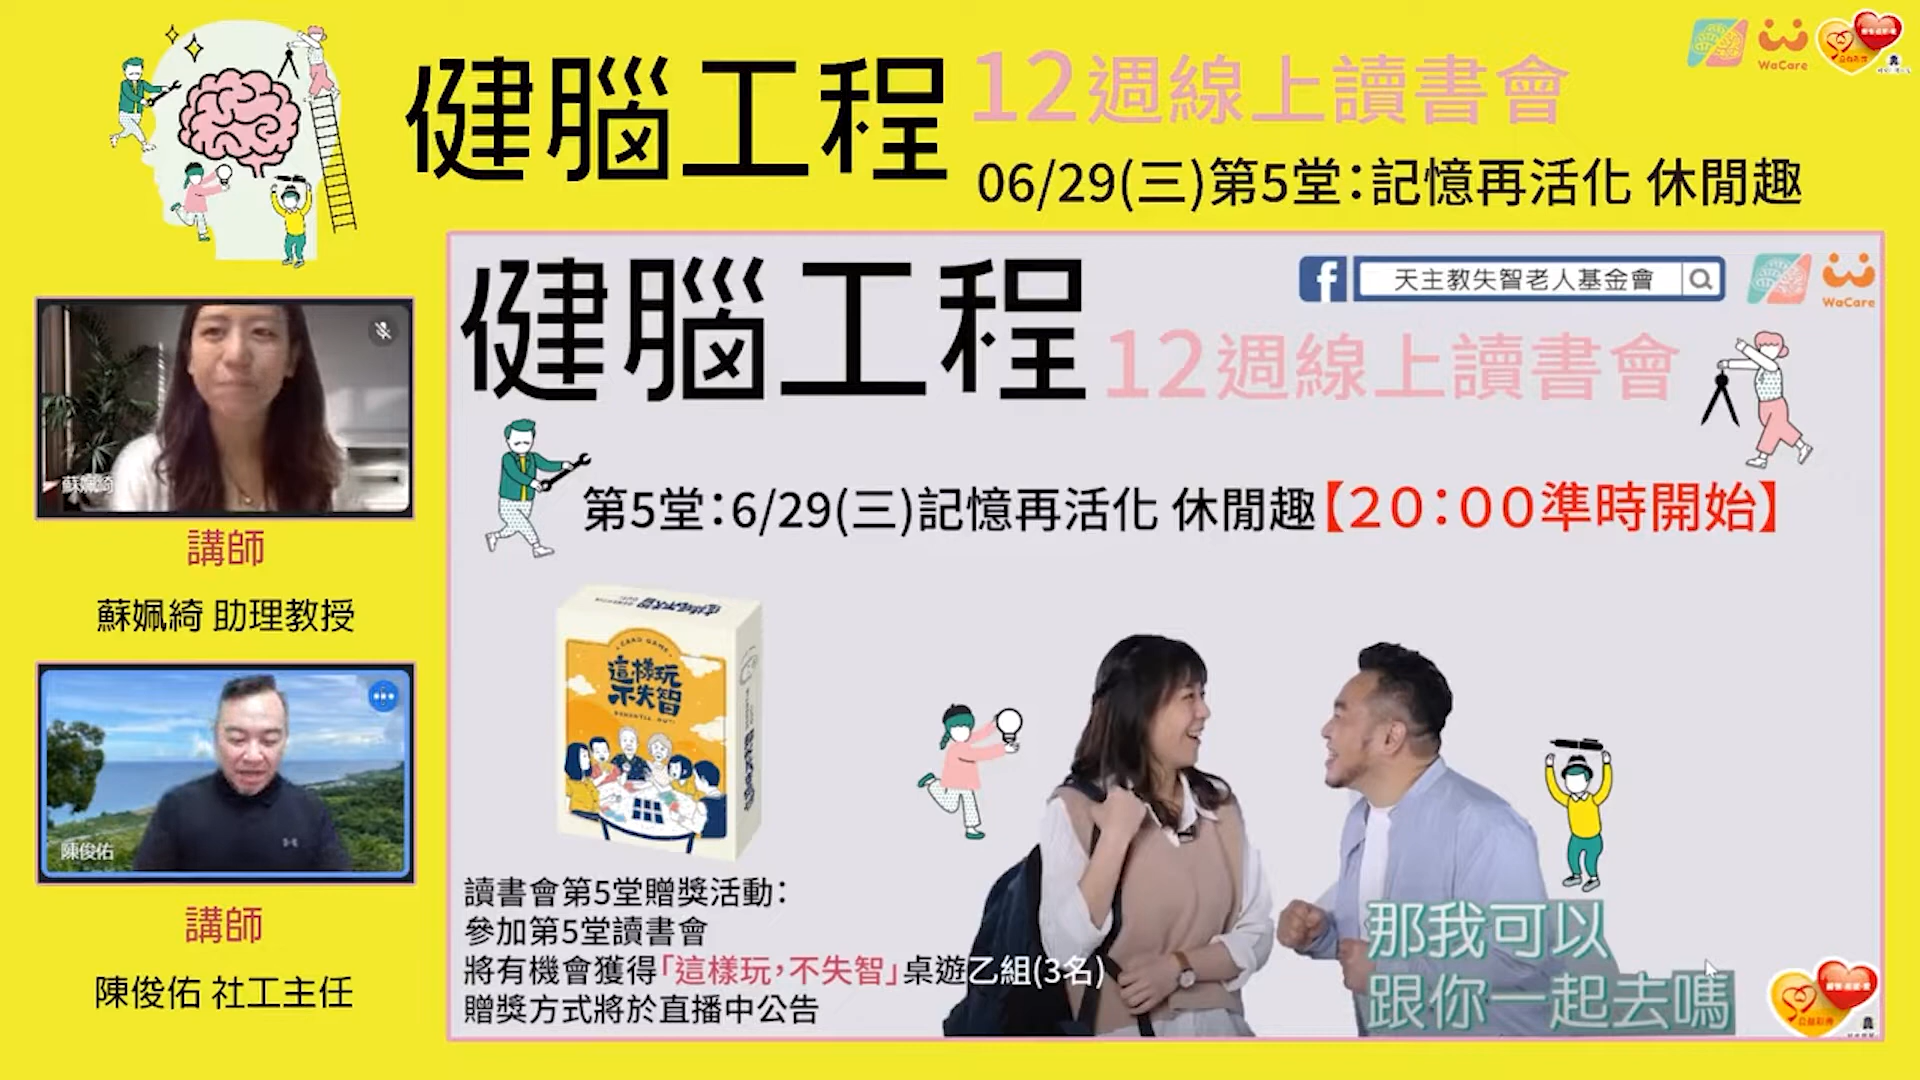 健腦工程
12週線上讀書會
06/29(三)第5堂:記憶再活化 休閒趣
WaCare
蘇姵綺
講師
蘇姵綺 助理教授
陳俊佑
講師
陳俊佑 社工主任
健腦工程
12週線上讀書會
天主教失智老人基金會
WaCare
第5堂:6/29(三)記憶再活化 休閒趣【20:00準時開始】
CARD GAME
這樣玩
不失智
讀書會第5堂贈獎活動:
參加第5堂讀書會
將有機會獲得「這樣玩,不失智」桌遊乙組(3名)
贈獎方式將於直播中公告
那我可以
跟你一起去嗎